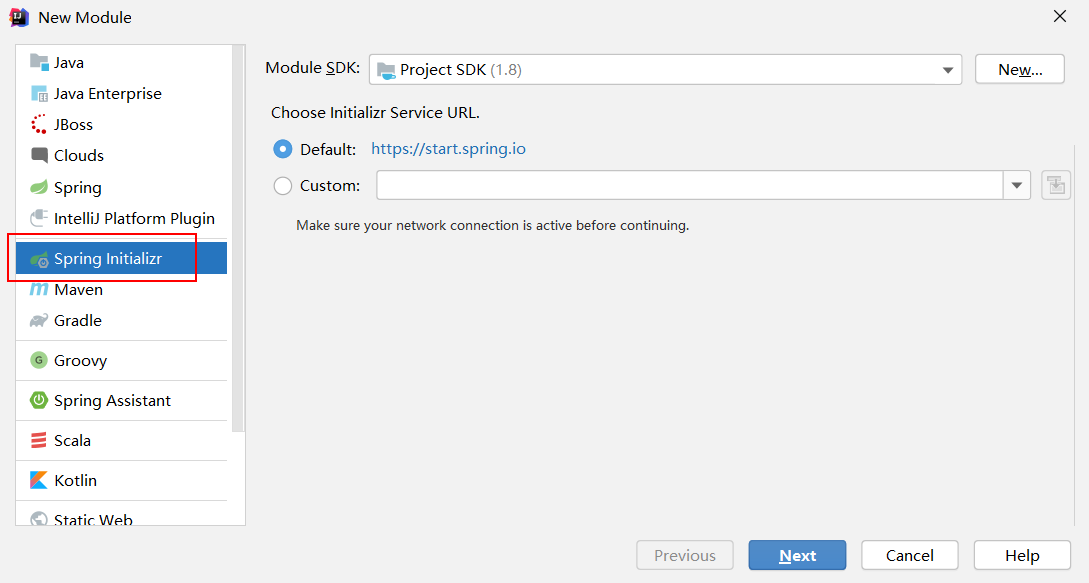 New Module
Java
Java Enterprise
JBoss
Clouds
Spring
IntelliJ Platform Plugin
Spring Initializr
Maven
Gradle
Groovy
Spring Assistant
Scala
Kotlin
Static Web
Module SDK: Project SDK (1.8) New...
Choose Initializr Service URL.
Default: https://start.spring.io
Custom:
Make sure your network connection is active before continuing.
Previous Next Cancel Help